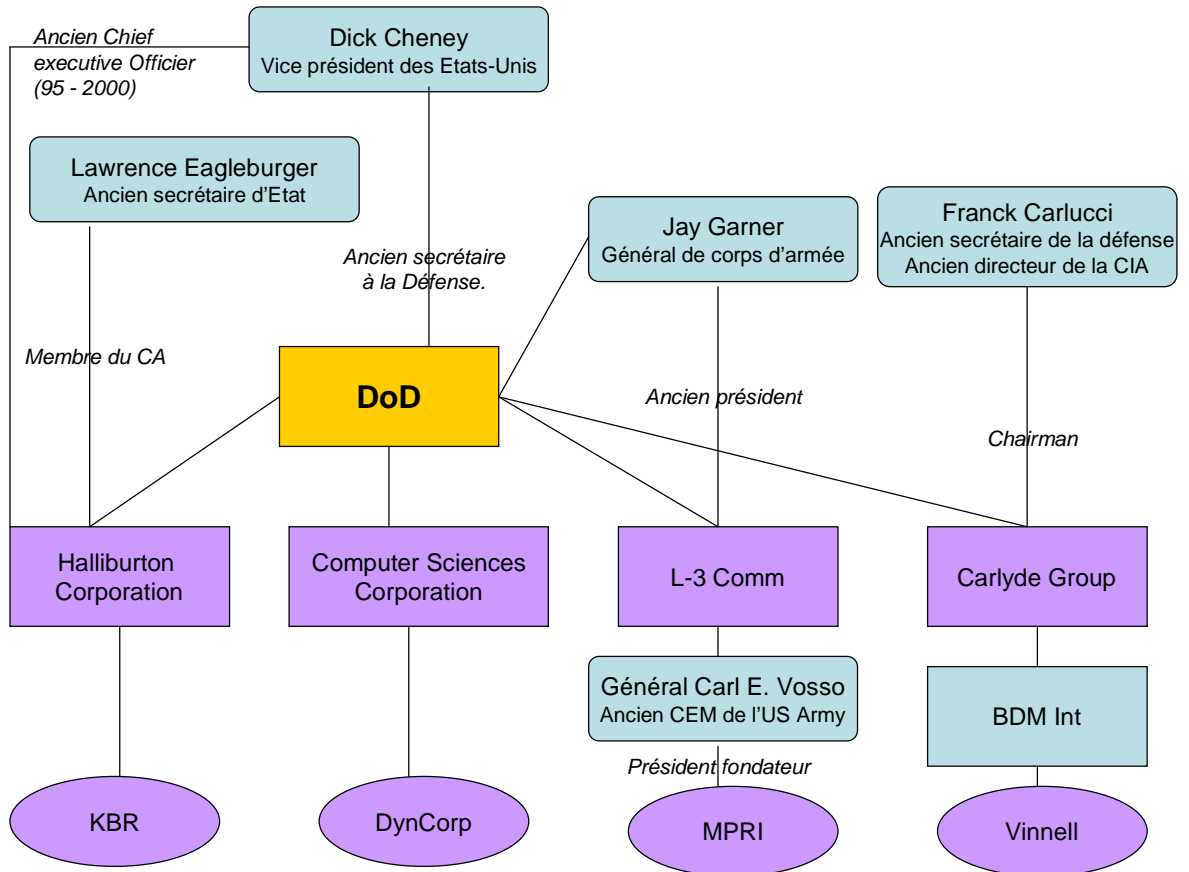 Ancien Chief
executive Officier
(95 - 2000)
Dick Cheney
Vice président des Etats-Unis
Lawrence Eagleburger
Ancien secrétaire d'Etat
Jay Garner
Général de corps d'armée
Franck Carlucci
Ancien secrétaire de la défense
Ancien directeur de la CIA
Ancien secrétaire
à la Défense.
Membre du CA
DoD
Ancien président
Chairman
Halliburton
Corporation
Computer Sciences
Corporation
L-3 Comm
Carlyde Group
Général Carl E. Vosso
Ancien CEM de l'US Army
BDM Int
Président fondateur
KBR
DynCorp
MPRI
Vinnell